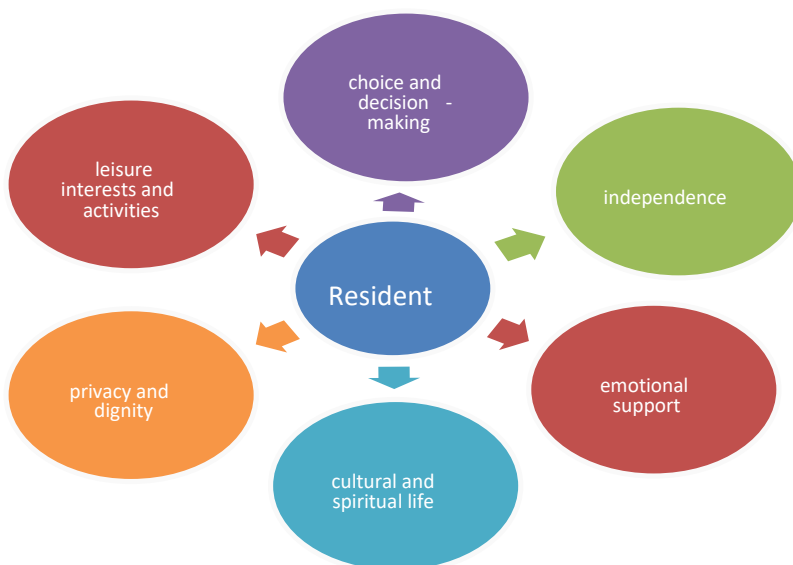 choice and
decision -
making
leisure
interests and
activities
independence
Resident
privacy and
dignity
emotional
support
cultural and
spiritual life